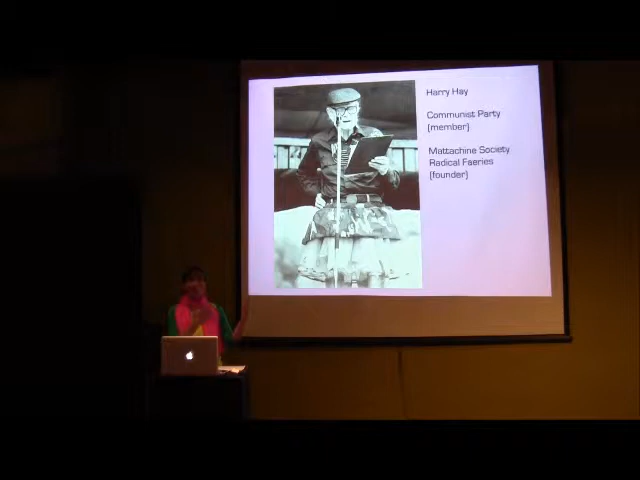 Harry Hay
Communist Party
(member)
Mattachine Society
Radical Faeries
(founder)